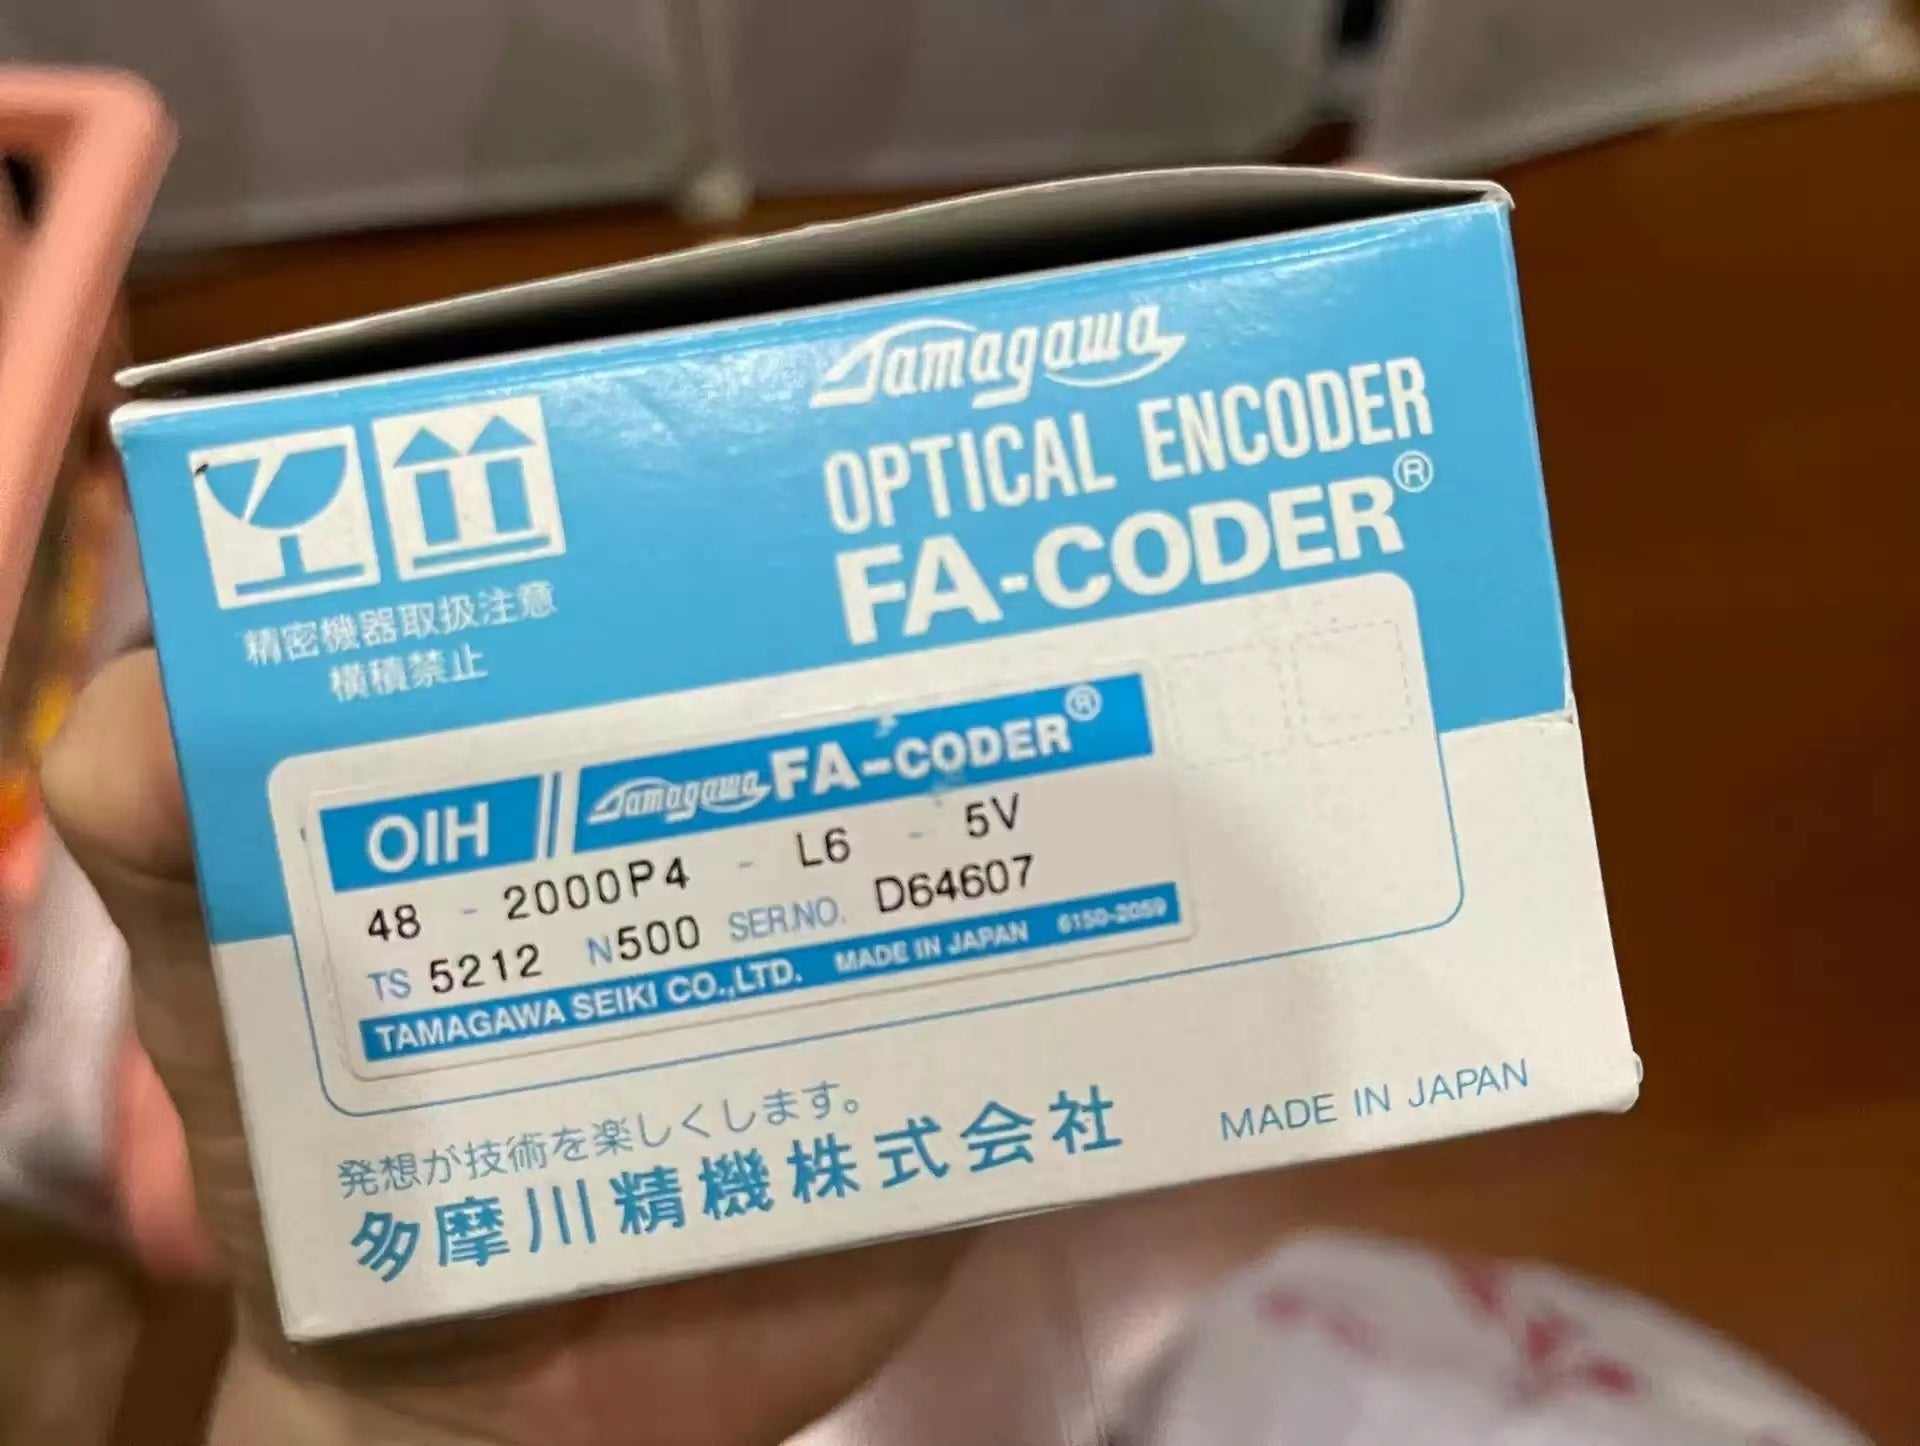 Tamagawa
OPTICAL ENCODER
FA-CODER®
精密機器取扱注意
横積禁止
OIH Tamagawa FA-CODER®
48 - 2000P4 - L6 - 5V
TS 5212 N500 SER.NO. D64607
TAMAGAWA SEIKI CO.,LTD. MADE IN JAPAN 6150-2059
発想が技術を楽しくします。
多摩川精機株式会社
MADE IN JAPAN